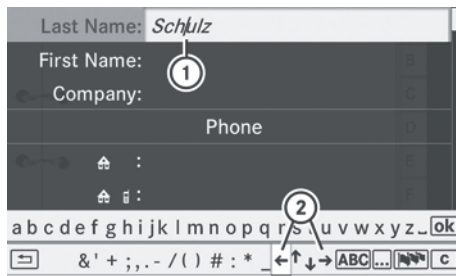 Last Name: Schulz
1
First Name:
Company:
Phone
:
:
2
a b c d e f g h i j k l m n o p q r s t u v w x y z _ ok
& ' + ; , . - / ( ) # : * _ ← ↑ ↓ → ABC ... c